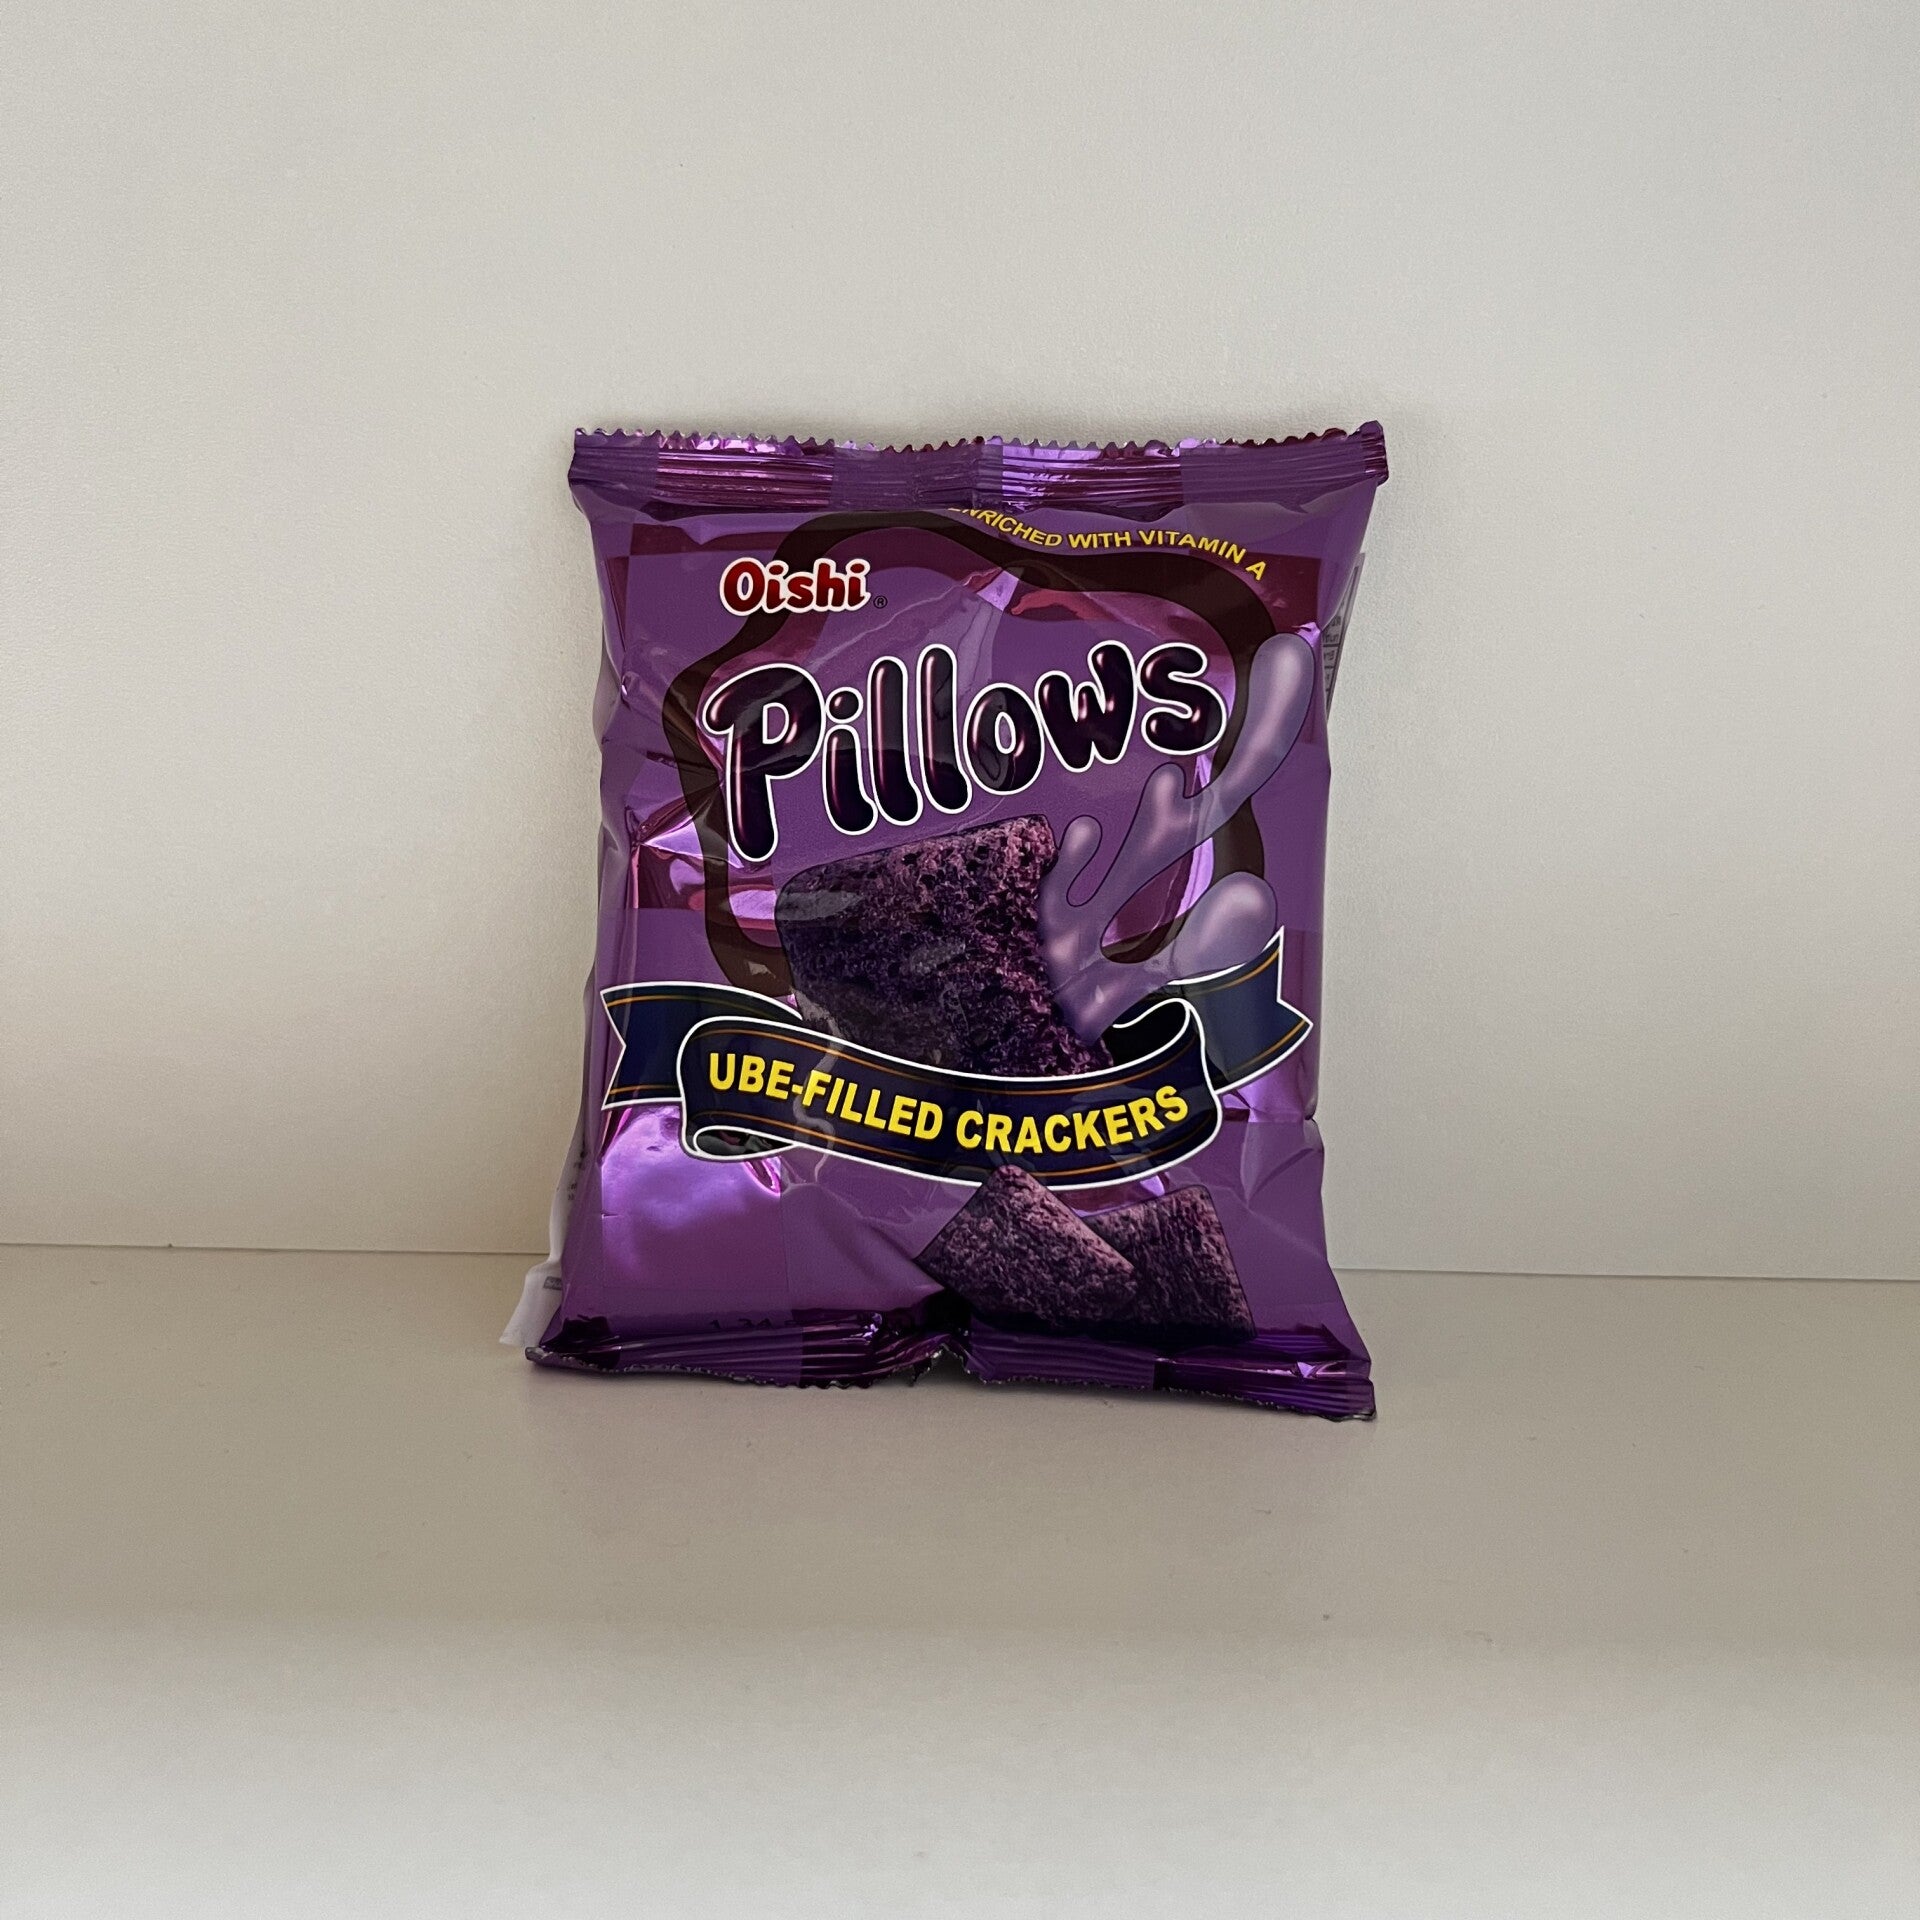 ENRICHED WITH VITAMIN A
Oishi®
Pillows
UBE-FILLED CRACKERS